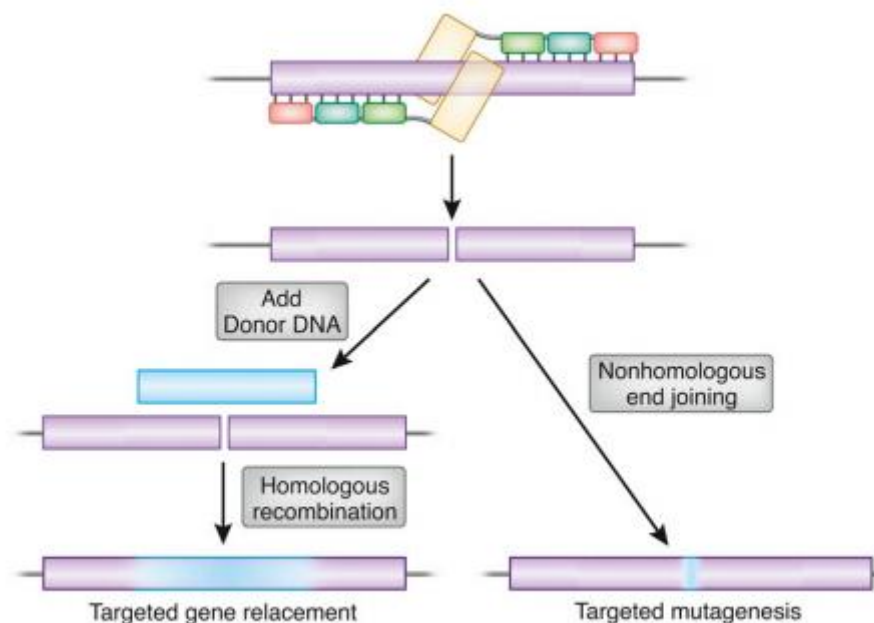 Add
Donor DNA
Nonhomologous
end joining
Homologous
recombination
Targeted gene relacement
Targeted mutagenesis